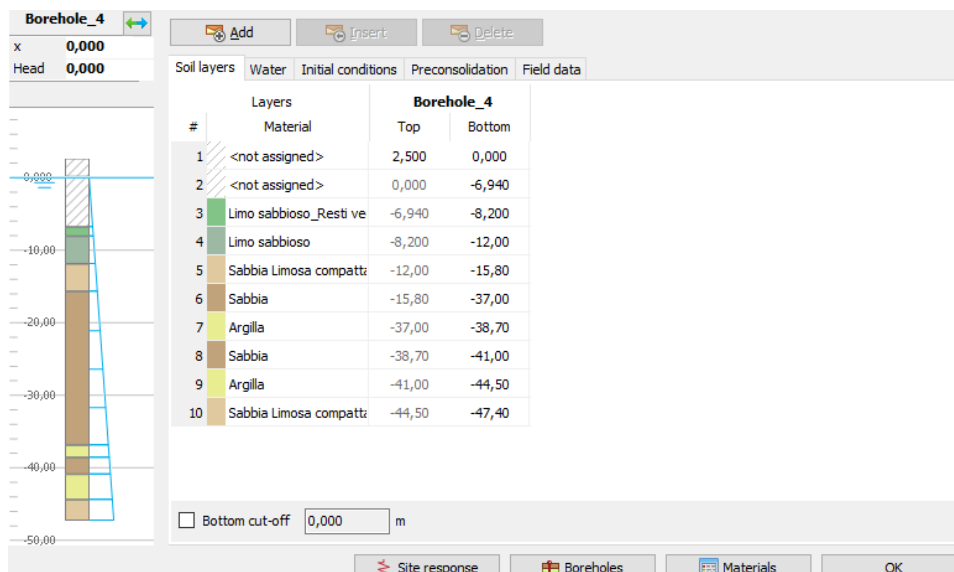 Borehole_4
x 0,000
Head 0,000
0,000
-10,00
-20,00
-30,00
-40,00
-50,00
Add Insert Delete
Soil layers Water Initial conditions Preconsolidation Field data
Layers Borehole_4
# Material Top Bottom
1 <not assigned> 2,500 0,000
2 <not assigned> 0,000 -6,940
3 Limo sabbioso_Resti ve -6,940 -8,200
4 Limo sabbioso -8,200 -12,00
5 Sabbia Limosa compatta -12,00 -15,80
6 Sabbia -15,80 -37,00
7 Argilla -37,00 -38,70
8 Sabbia -38,70 -41,00
9 Argilla -41,00 -44,50
10 Sabbia Limosa compatta -44,50 -47,40
Bottom cut-off 0,000 m
Site response Boreholes Materials OK